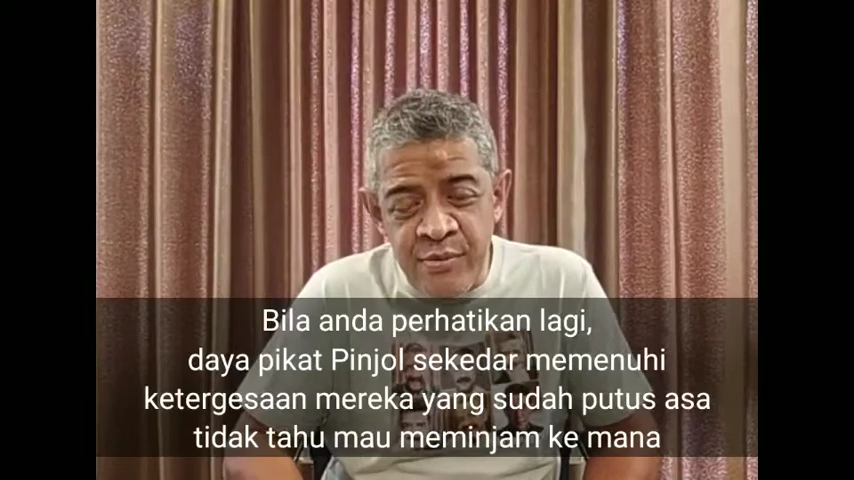 Bila anda perhatikan lagi,
daya pikat Pinjol sekedar memenuhi
ketergesaan mereka yang sudah putus asa
tidak tahu mau meminjam ke mana